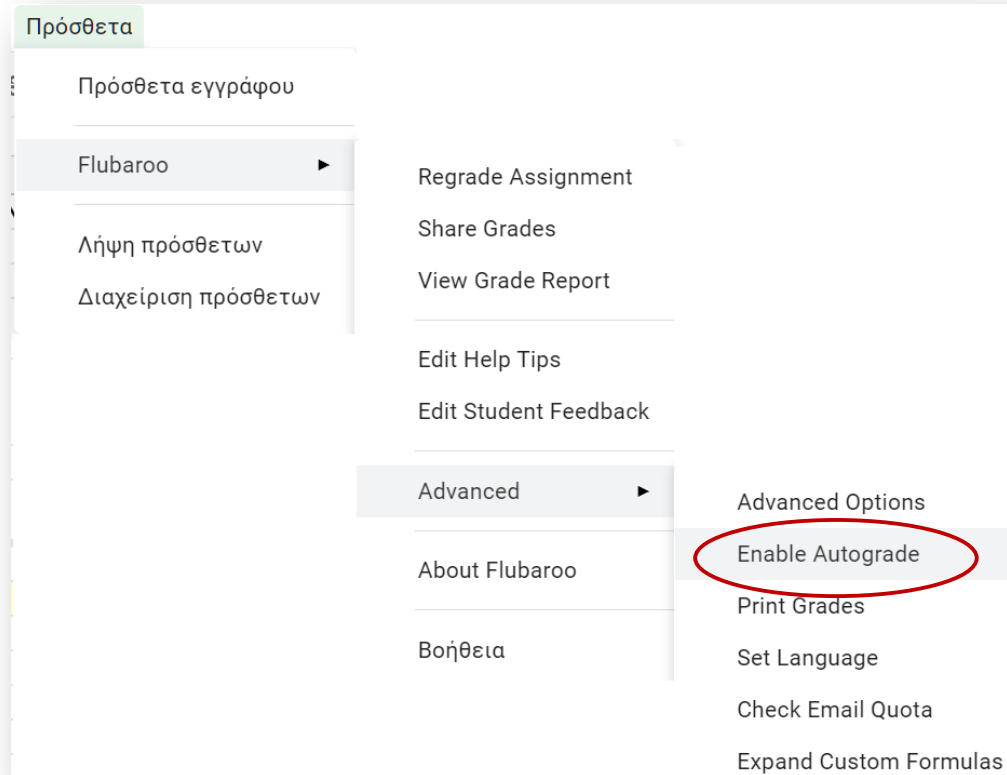 Πρόσθετα
Πρόσθετα εγγράφου
Flubaroo
Λήψη πρόσθετων
Διαχείριση πρόσθετων
Regrade Assignment
Share Grades
View Grade Report
Edit Help Tips
Edit Student Feedback
Advanced
About Flubaroo
Βοήθεια
Advanced Options
Enable Autograde
Print Grades
Set Language
Check Email Quota
Expand Custom Formulas